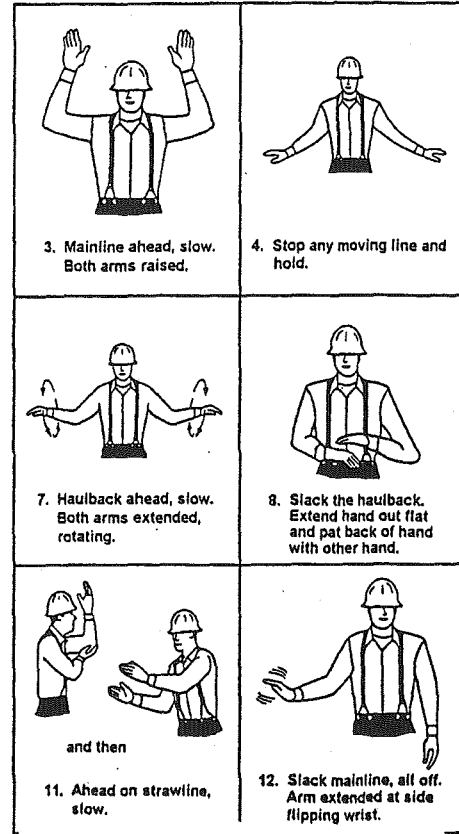 3. Mainline ahead, slow.
Both arms raised.
4. Stop any moving line and
hold.
7. Haulback ahead, slow.
Both arms extended,
rotating.
8. Slack the haulback.
Extend hand out flat
and pat back of hand
with other hand.
and then
11. Ahead on strawline,
slow.
12. Slack mainline, all off.
Arm extended at side
flipping wrist.